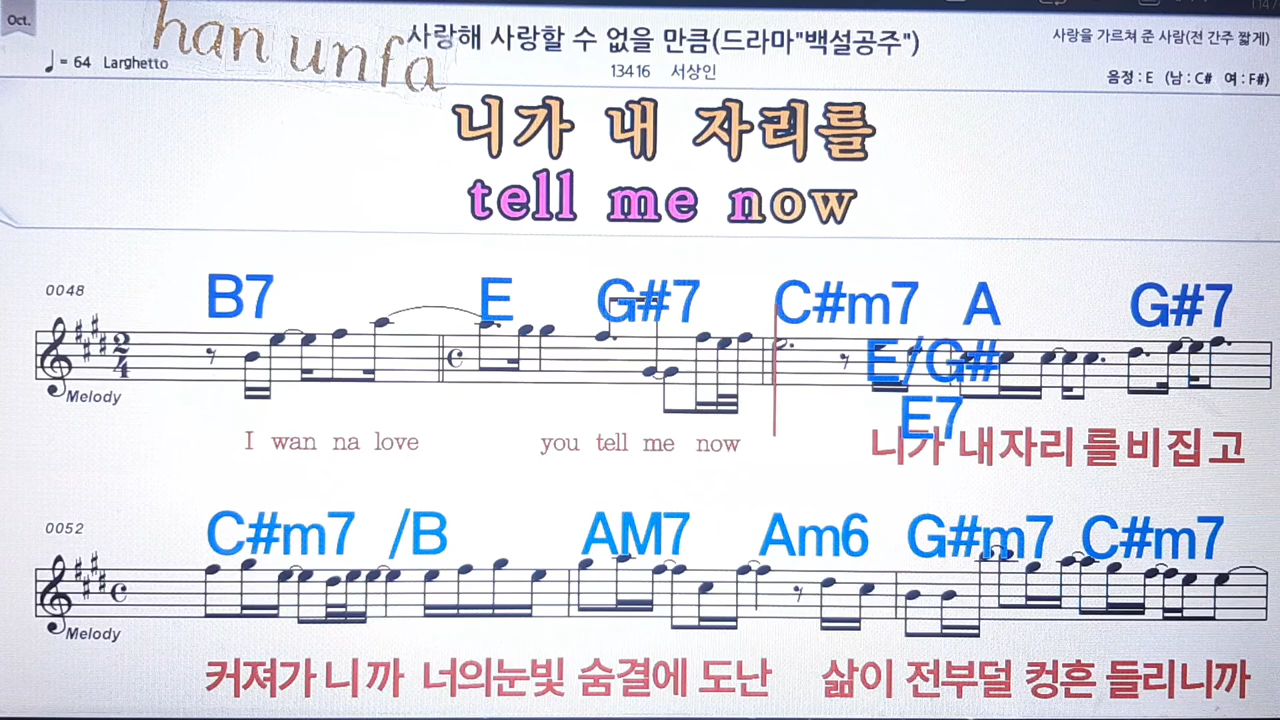 Oct.
han unfa
사랑해 사랑할 수 없을 만큼(드라마"백설공주")
사랑을 가르쳐 준 사람(전 간주 짧게)
♩= 64 Larghetto
13416 서상인
음정 : E (남 : C# 여 : F#)
니가 내 자리를
tell me now
0048
B7 E G#7 C#m7 A G#7
E/G#
E7
2
4
Melody
I wan na love you tell me now 니가 내자리를비집고
0052
C#m7 /B AM7 Am6 G#m7 C#m7
Melody
커져가니까 너의눈빛 숨결에 도난 삶이 전부덜컹흔들리니까